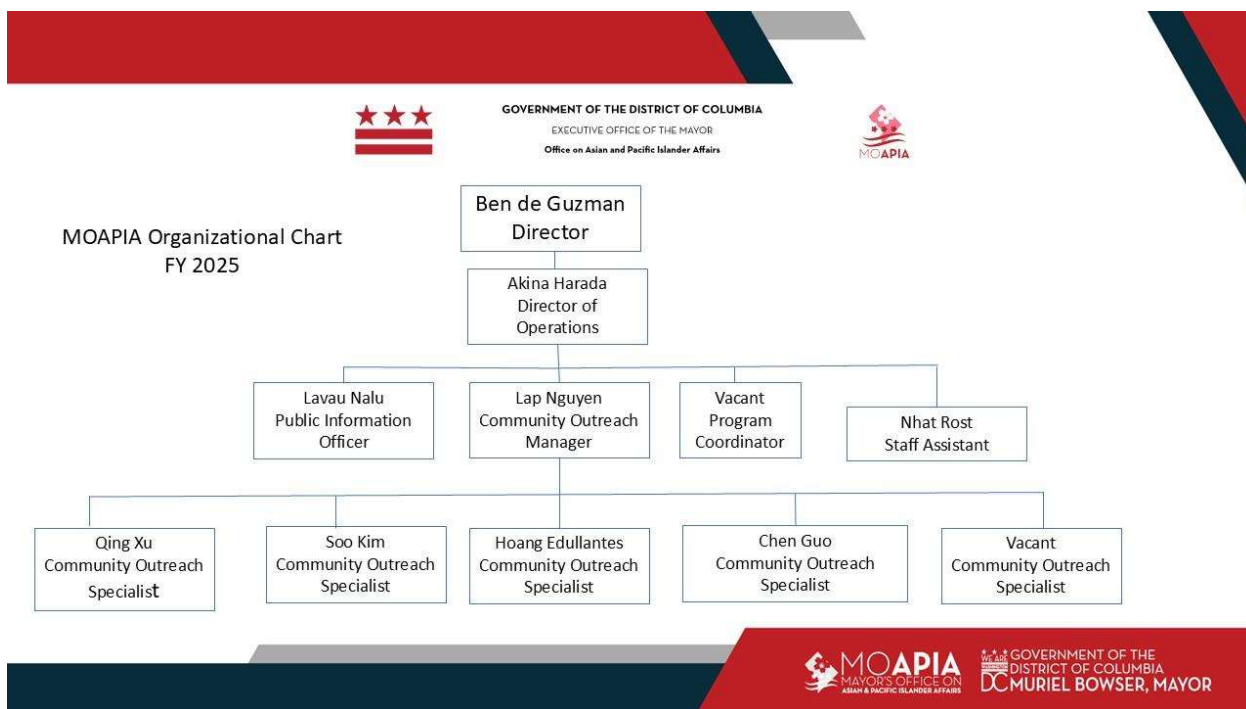 GOVERNMENT OF THE DISTRICT OF COLUMBIA
EXECUTIVE OFFICE OF THE MAYOR
Office on Asian and Pacific Islander Affairs
MOAPIA
MOAPIA Organizational Chart
FY 2025
Ben de Guzman
Director
Akina Harada
Director of
Operations
Lavau Nalu
Public Information
Officer
Lap Nguyen
Community Outreach
Manager
Vacant
Program
Coordinator
Nhat Rost
Staff Assistant
Qing Xu
Community Outreach
Specialist
Soo Kim
Community Outreach
Specialist
Hoang Edullantes
Community Outreach
Specialist
Chen Guo
Community Outreach
Specialist
Vacant
Community Outreach
Specialist
MOAPIA
MAYOR'S OFFICE ON
ASIAN & PACIFIC ISLANDER AFFAIRS
WE ARE
WASHINGTON
DC
GOVERNMENT OF THE
DISTRICT OF COLUMBIA
MURIEL BOWSER, MAYOR